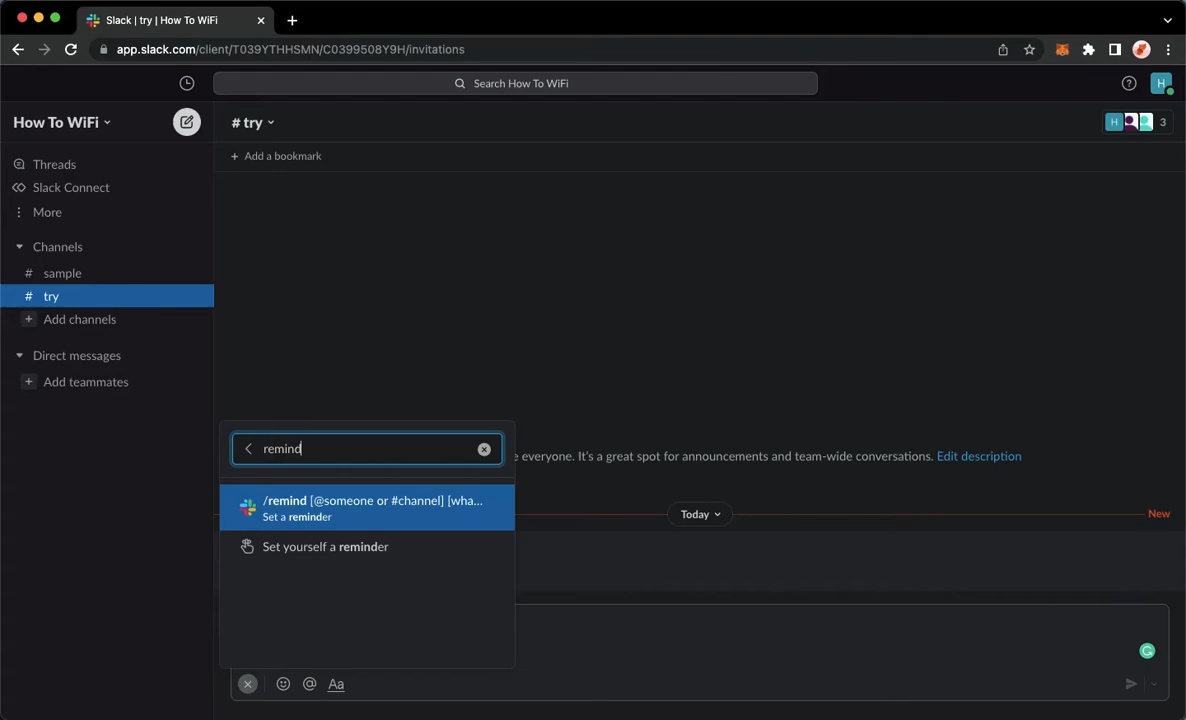 Slack | try | How To WiFi
app.slack.com/client/T039YTHHSMN/C0399508Y9H/invitations
Search How To WiFi
H
How To WiFi
# try
H
3
+ Add a bookmark
Threads
Slack Connect
More
Channels
# sample
# try
+ Add channels
Direct messages
+ Add teammates
remind
e everyone. It's a great spot for announcements and team-wide conversations. Edit description
/remind [@someone or #channel] [wha...
Set a reminder
Today
New
Set yourself a reminder
Aa